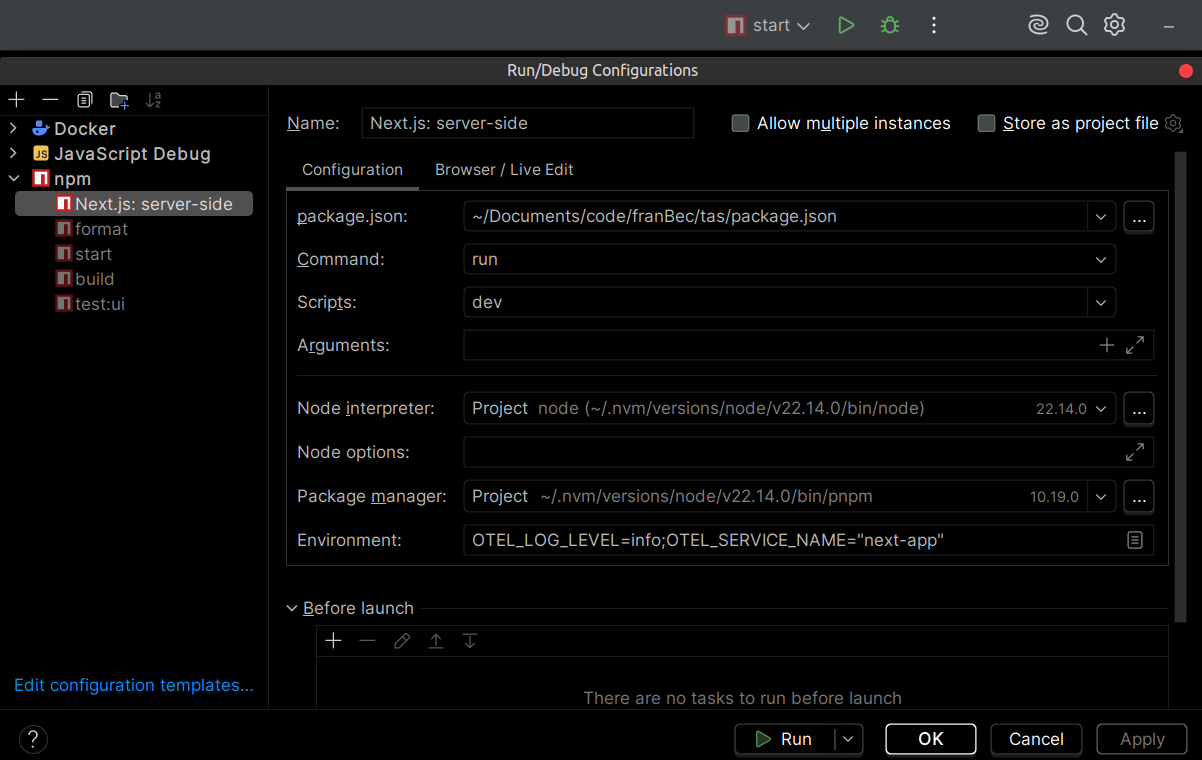 start
Run/Debug Configurations
Docker
JS JavaScript Debug
npm
Next.js: server-side
format
start
build
test:ui
Edit configuration templates...
Name: Next.js: server-side Allow multiple instances Store as project file
Configuration Browser / Live Edit
package.json: ~/Documents/code/franBec/tas/package.json ...
Command: run
Scripts: dev
Arguments:
Node interpreter: Project node (~/.nvm/versions/node/v22.14.0/bin/node) 22.14.0 ...
Node options:
Package manager: Project ~/.nvm/versions/node/v22.14.0/bin/pnpm 10.19.0 ...
Environment: OTEL_LOG_LEVEL=info;OTEL_SERVICE_NAME="next-app"
Before launch
There are no tasks to run before launch
? Run OK Cancel Apply